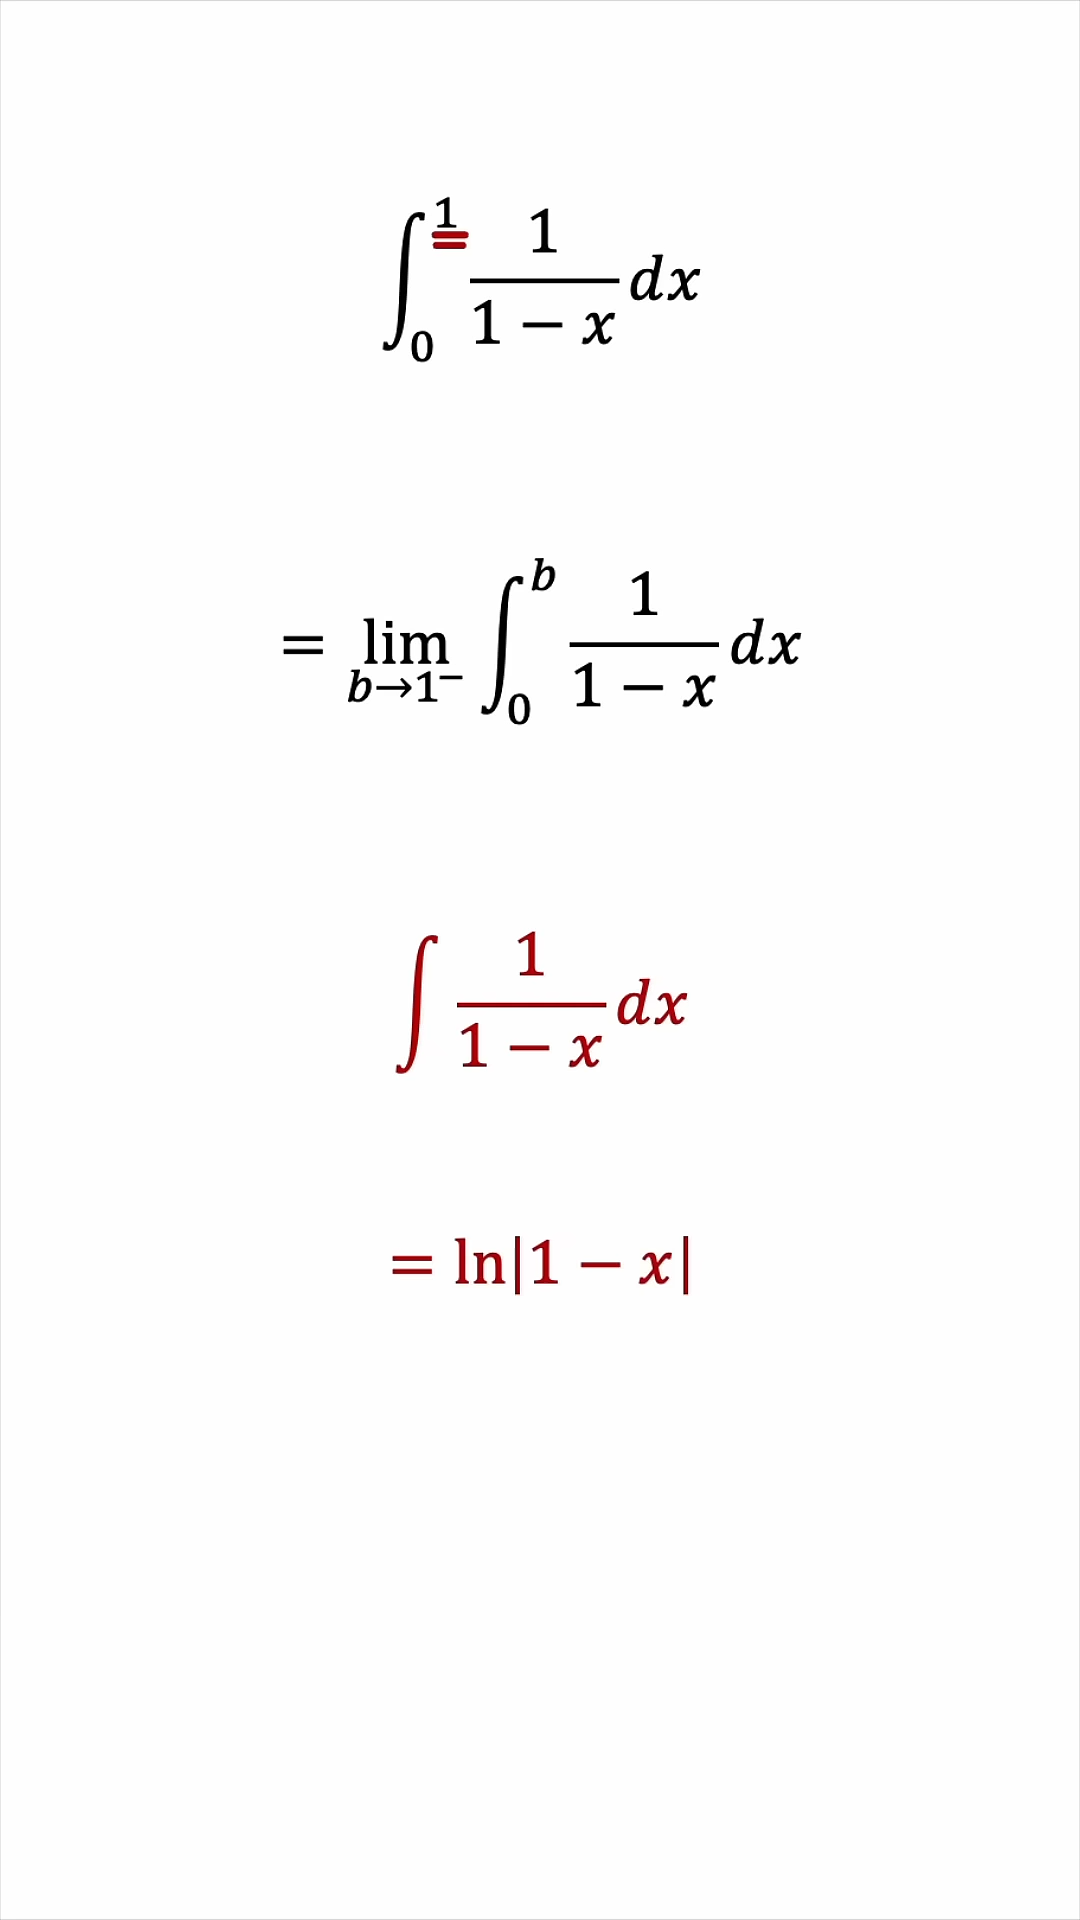 ∫₀¹ 1/(1 − x) dx
= lim_{b→1⁻} ∫₀ᵇ 1/(1 − x) dx
∫ 1/(1 − x) dx
= ln|1 − x|